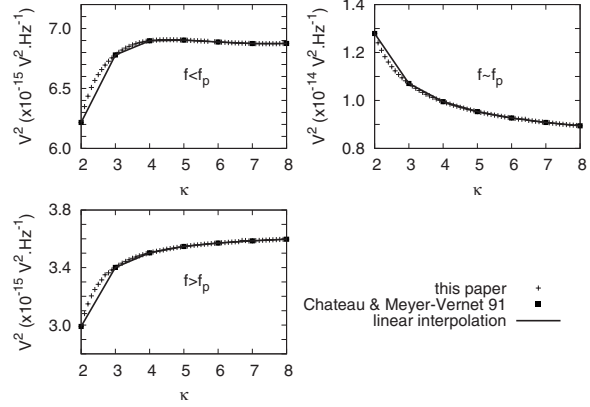 V² (x10⁻¹⁵ V².Hz⁻¹)
7.0
6.5
6.0
f<fₚ
2 3 4 5 6 7 8
κ
V² (x10⁻¹⁴ V².Hz⁻¹)
1.4
1.2
1.0
0.8
f~fₚ
2 3 4 5 6 7 8
κ
V² (x10⁻¹⁵ V².Hz⁻¹)
3.8
3.4
3.0
f>fₚ
2 3 4 5 6 7 8
κ
this paper
Chateau & Meyer-Vernet 91
linear interpolation